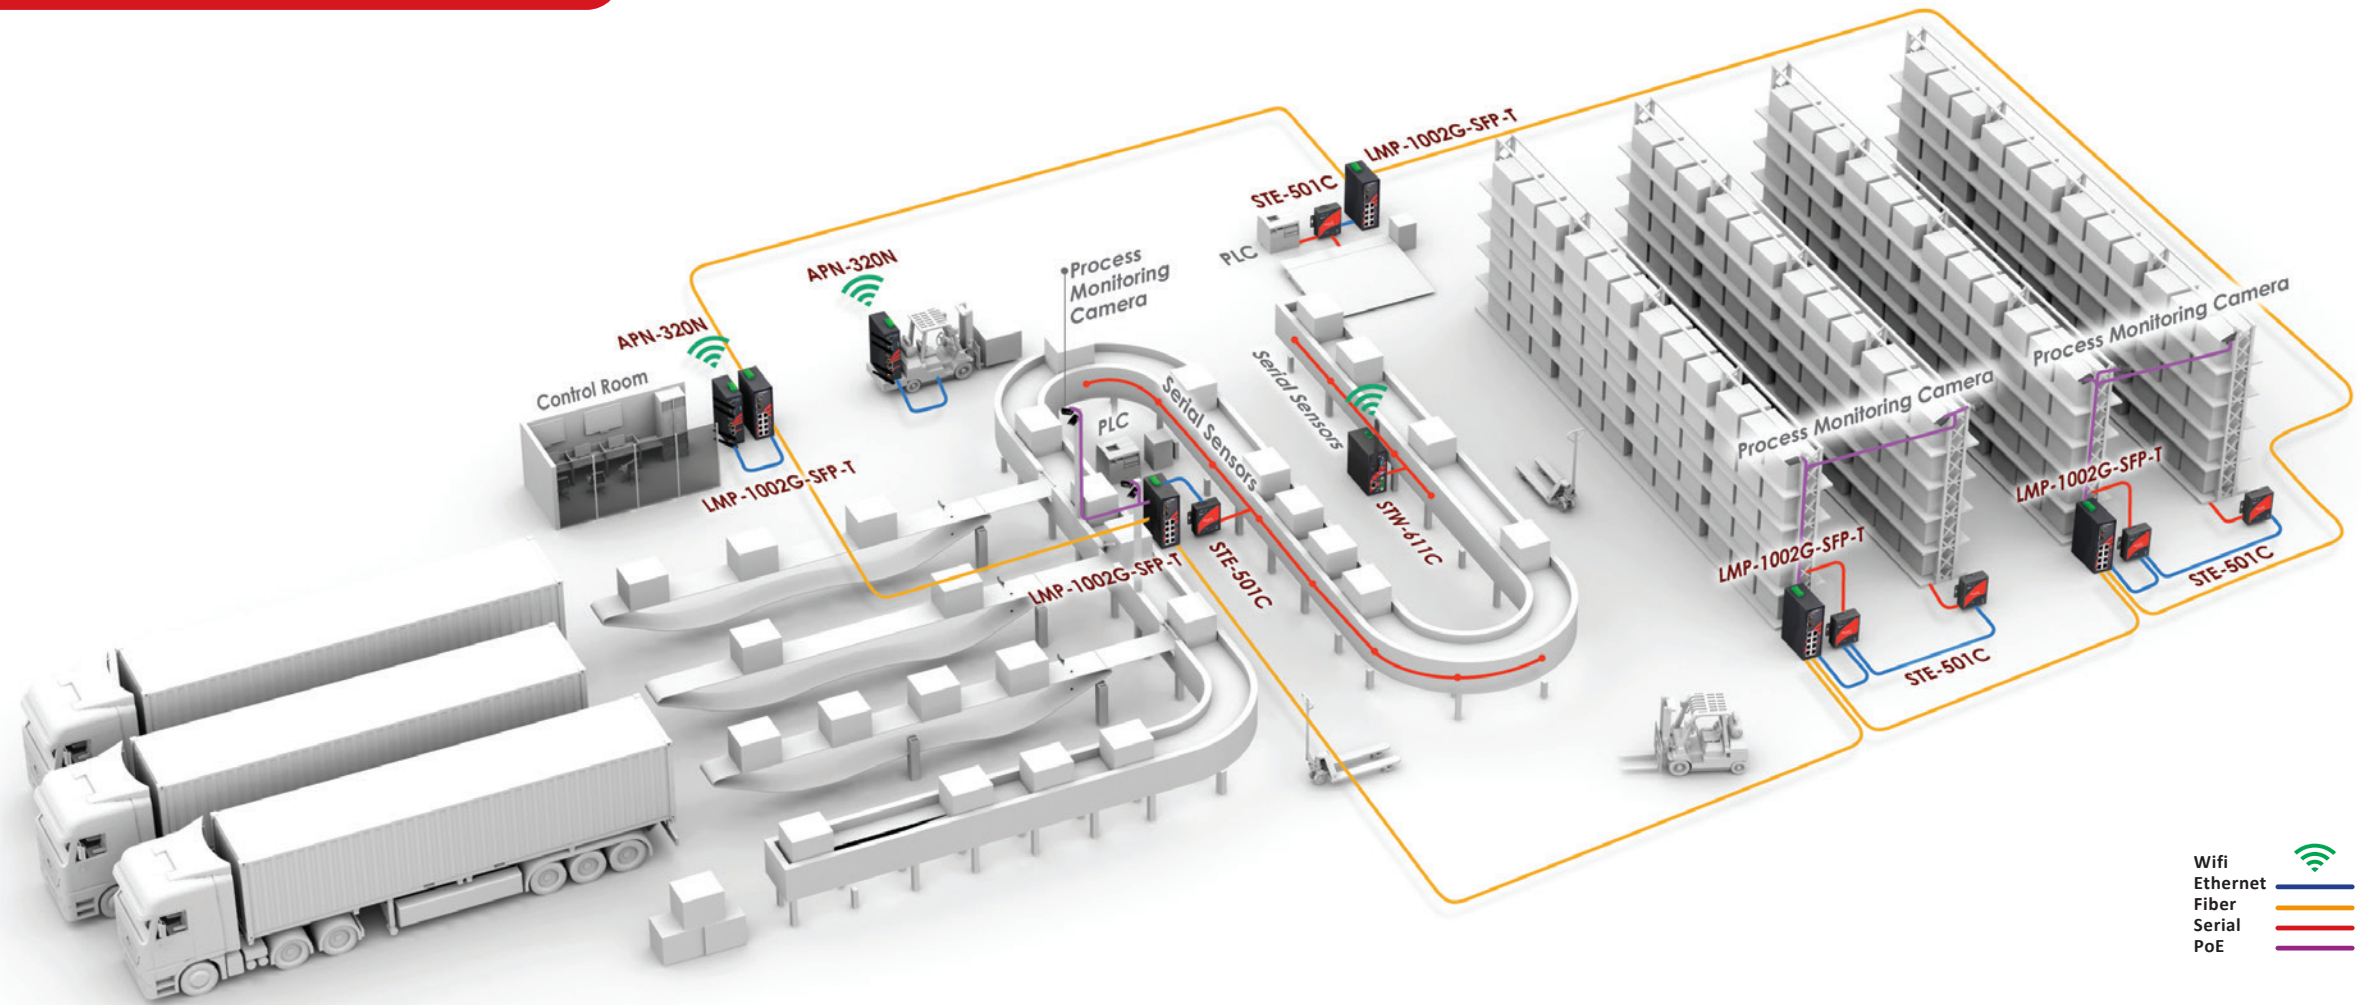 LMP-1002G-SFP-T
STE-501C
PLC
APN-320N
Process
Monitoring
Camera
APN-320N
Control Room
LMP-1002G-SFP-T
PLC
Serial Sensors
Serial Sensors
STW-611C
LMP-1002G-SFP-T
STE-501C
Process Monitoring Camera
Process Monitoring Camera
LMP-1002G-SFP-T
LMP-1002G-SFP-T
STE-501C
STE-501C
Wifi
Ethernet
Fiber
Serial
PoE